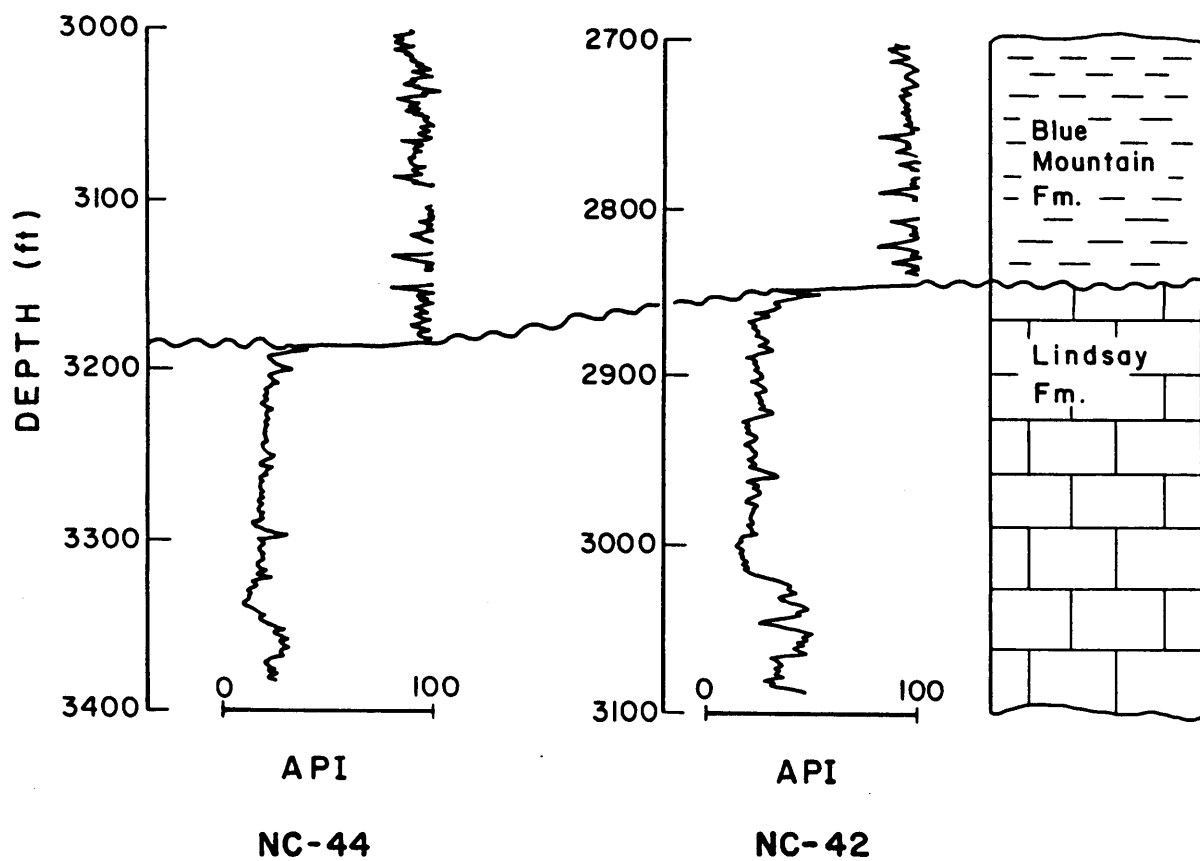 DEPTH (ft)
3000
3100
3200
3300
3400
0 100
API
NC-44
2700
2800
2900
3000
3100
0 100
API
NC-42
Blue
Mountain
Fm.
Lindsay
Fm.